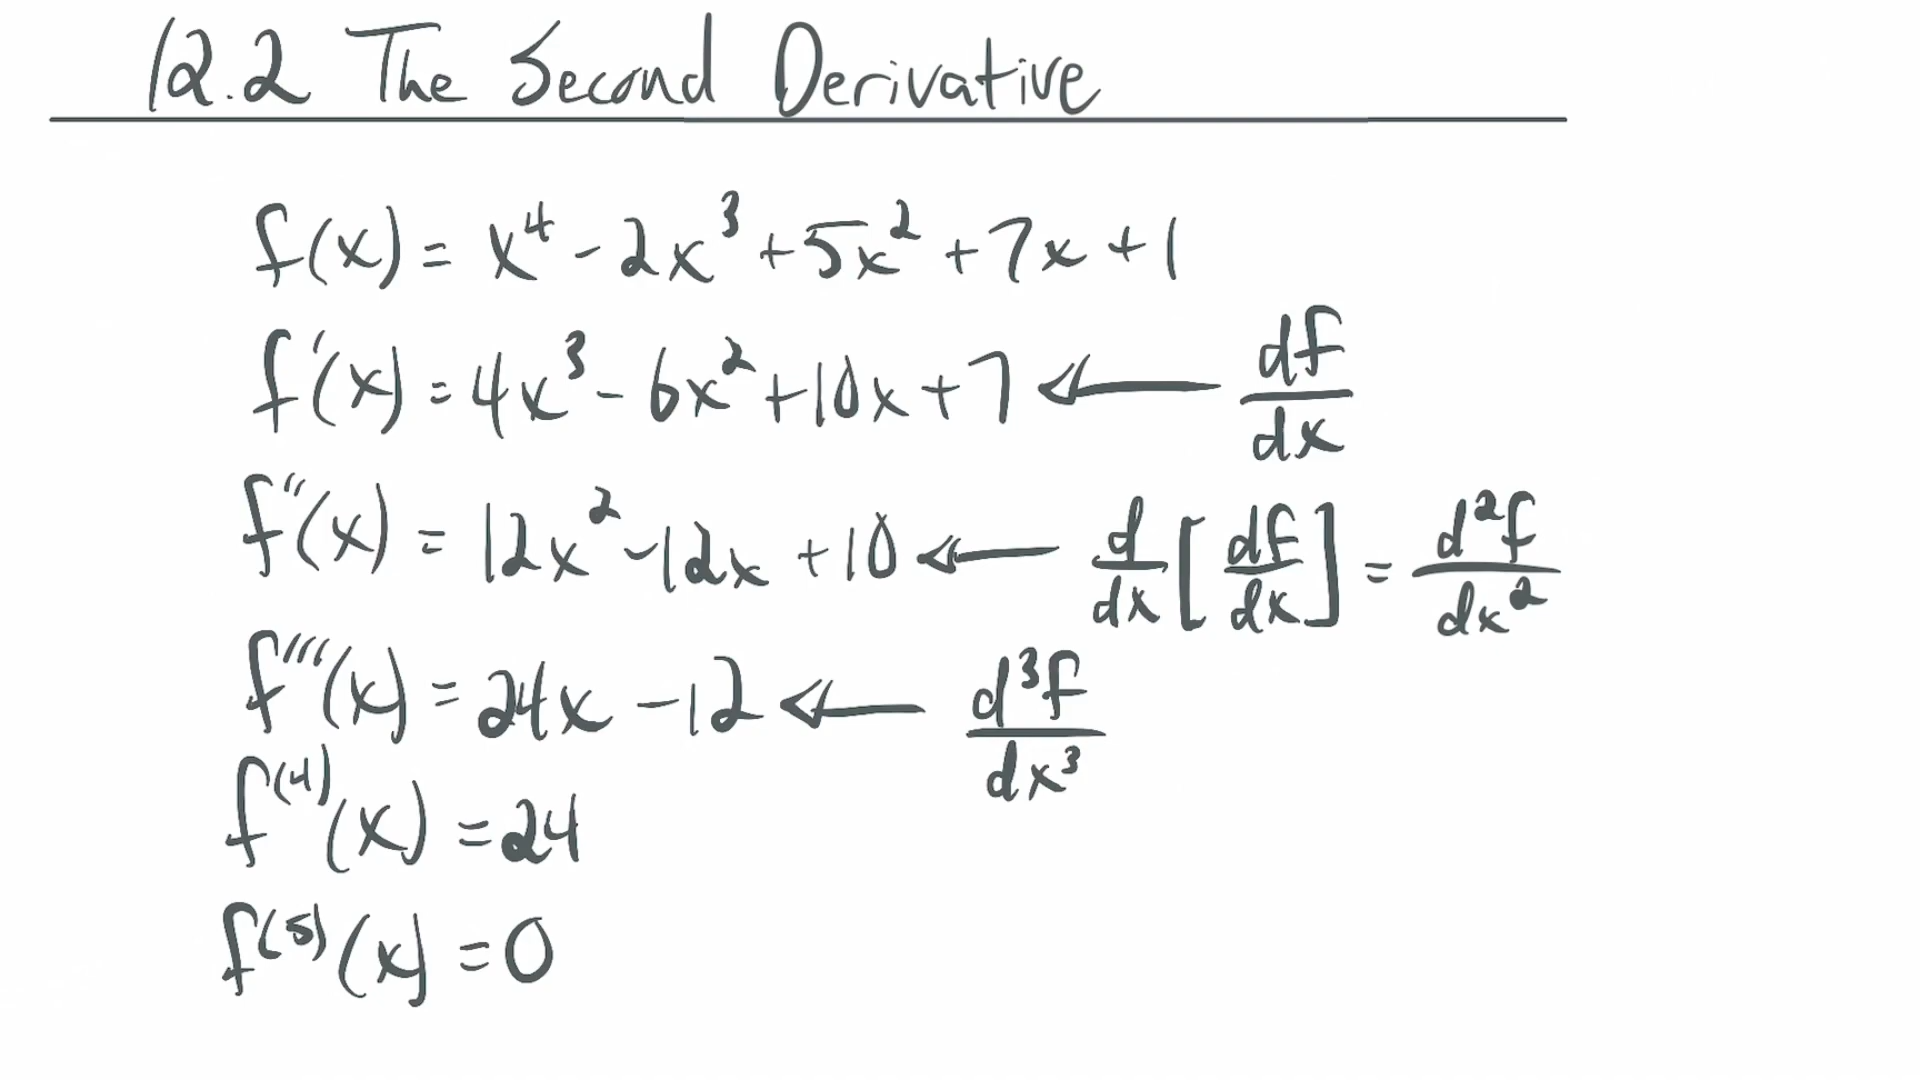 12.2 The Second Derivative
f(x) = x⁴ - 2x³ + 5x² + 7x + 1
f'(x) = 4x³ - 6x² + 10x + 7 ← df/dx
f''(x) = 12x² - 12x + 10 ← d/dx [df/dx] = d²f/dx²
f'''(x) = 24x - 12 ← d³f/dx³
f⁽⁴⁾(x) = 24
f⁽⁵⁾(x) = 0